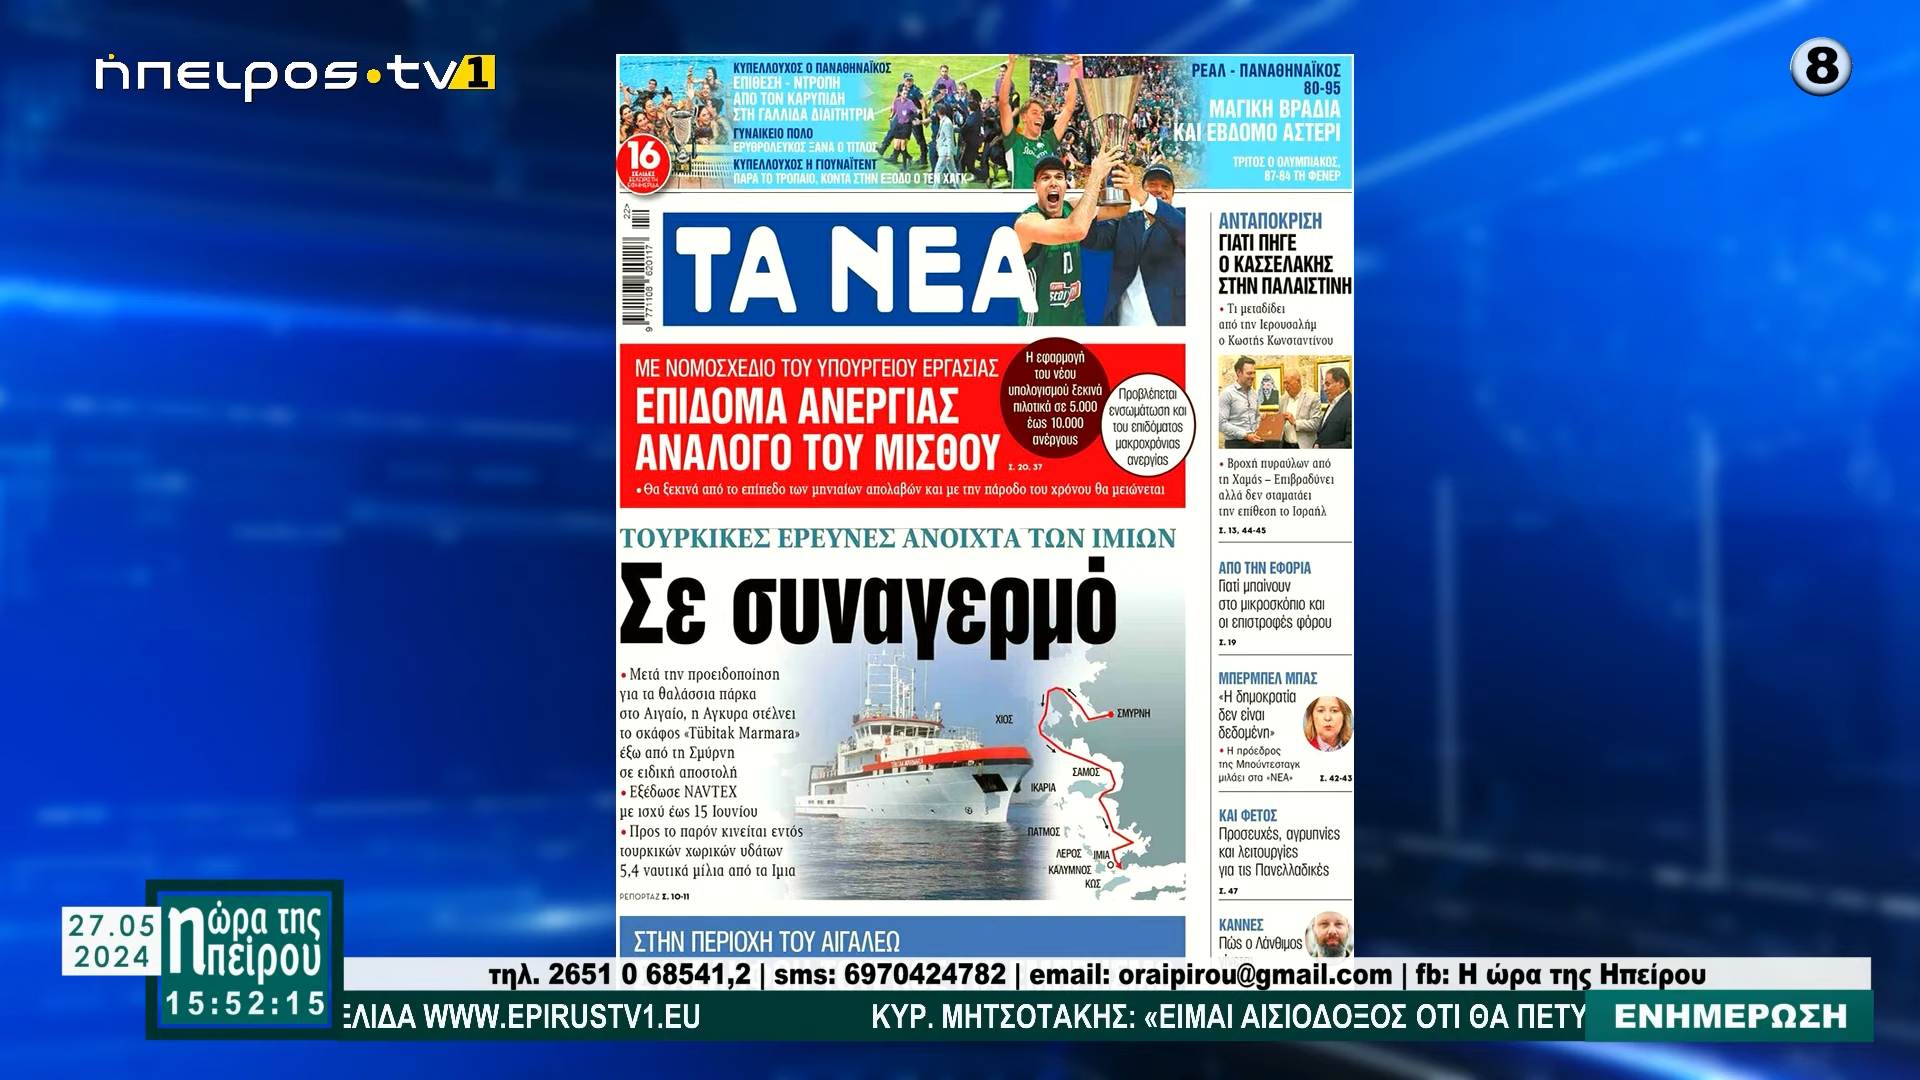 ήπειρος•tv1
8
ΚΥΠΕΛΛΟΥΧΟΣ Ο ΠΑΝΑΘΗΝΑΪΚΟΣ
ΕΠΙΘΕΣΗ - ΝΤΡΟΠΗ
ΑΠΟ ΤΟΝ ΚΑΡΥΠΙΔΗ
ΣΤΗ ΓΑΛΛΙΔΑ ΔΙΑΙΤΗΤΡΙΑ
ΓΥΝΑΙΚΕΙΟ ΠΟΛΟ
ΕΡΥΘΡΟΛΕΥΚΟΣ ΞΑΝΑ Ο ΤΙΤΛΟΣ
ΚΥΠΕΛΛΟΥΧΟΣ Η ΓΙΟΥΝΑΪΤΕΝΤ
ΠΑΡΑ ΤΟ ΤΡΟΠΑΙΟ, ΚΟΝΤΑ ΣΤΗΝ ΕΞΟΔΟ Ο ΤΕΝ ΧΑΓΚ
16
ΣΕΛΙΔΕΣ
ΞΕΧΩΡΙΣΤΗ
ΕΦΗΜΕΡΙΔΑ
ΡΕΑΛ - ΠΑΝΑΘΗΝΑΪΚΟΣ
80-95
ΜΑΓΙΚΗ ΒΡΑΔΙΑ
ΚΑΙ ΕΒΔΟΜΟ ΑΣΤΕΡΙ
ΤΡΙΤΟΣ Ο ΟΛΥΜΠΙΑΚΟΣ,
87-84 ΤΗ ΦΕΝΕΡ
22>
9 771108 620117
ΤΑ ΝΕΑ
ΜΕ ΝΟΜΟΣΧΕΔΙΟ ΤΟΥ ΥΠΟΥΡΓΕΙΟΥ ΕΡΓΑΣΙΑΣ
ΕΠΙΔΟΜΑ ΑΝΕΡΓΙΑΣ
ΑΝΑΛΟΓΟ ΤΟΥ ΜΙΣΘΟΥ Σ. 20, 37
• Θα ξεκινά από το επίπεδο των μηνιαίων απολαβών και με την πάροδο του χρόνου θα μειώνεται
Η εφαρμογή
του νέου
υπολογισμού ξεκινά
πιλοτικά σε 5.000
έως 10.000
ανέργους
Προβλέπεται
ενσωμάτωση και
του επιδόματος
μακροχρόνιας
ανεργίας
ΤΟΥΡΚΙΚΕΣ ΕΡΕΥΝΕΣ ΑΝΟΙΧΤΑ ΤΩΝ ΙΜΙΩΝ
Σε συναγερμό
• Μετά την προειδοποίηση
για τα θαλάσσια πάρκα
στο Αιγαίο, η Αγκυρα στέλνει
το σκάφος «Tübitak Marmara»
έξω από τη Σμύρνη
σε ειδική αποστολή
• Εξέδωσε NAVTEX
με ισχύ έως 15 Ιουνίου
• Προς το παρόν κινείται εντός
τουρκικών χωρικών υδάτων
5,4 ναυτικά μίλια από τα Ιμια
ΡΕΠΟΡΤΑΖ Σ. 10-11
ΧΙΟΣ
ΣΜΥΡΝΗ
ΣΑΜΟΣ
ΙΚΑΡΙΑ
ΠΑΤΜΟΣ
ΛΕΡΟΣ
ΙΜΙΑ
ΚΑΛΥΜΝΟΣ
ΚΩΣ
ΣΤΗΝ ΠΕΡΙΟΧΗ ΤΟΥ ΑΙΓΑΛΕΩ
ΑΝΤΑΠΟΚΡΙΣΗ
ΓΙΑΤΙ ΠΗΓΕ
Ο ΚΑΣΣΕΛΑΚΗΣ
ΣΤΗΝ ΠΑΛΑΙΣΤΙΝΗ
• Τι μεταδίδει
από την Ιερουσαλήμ
ο Κωστής Κωνσταντίνου
• Βροχή πυραύλων από
τη Χαμάς – Επιβραδύνει
αλλά δεν σταματάει
την επίθεση το Ισραήλ
Σ. 13, 44-45
ΑΠΟ ΤΗΝ ΕΦΟΡΙΑ
Γιατί μπαίνουν
στο μικροσκόπιο και
οι επιστροφές φόρου
Σ. 19
ΜΠΕΡΜΠΕΛ ΜΠΑΣ
«Η δημοκρατία
δεν είναι
δεδομένη»
• Η πρόεδρος
της Μπούντεσταγκ
μιλάει στα «ΝΕΑ» Σ. 42-43
ΚΑΙ ΦΕΤΟΣ
Προσευχές, αγρυπνίες
και λειτουργίες
για τις Πανελλαδικές
Σ. 47
ΚΑΝΝΕΣ
Πώς ο Λάνθιμος
27.05
2024
η ώρα της
Ηπείρου
15:52:15
τηλ. 2651 0 68541,2 | sms: 6970424782 | email: oraipirou@gmail.com | fb: Η ώρα της Ηπείρου
ΕΛΙΔΑ WWW.EPIRUSTV1.EU ΚΥΡ. ΜΗΤΣΟΤΑΚΗΣ: «ΕΙΜΑΙ ΑΙΣΙΟΔΟΞΟΣ ΟΤΙ ΘΑ ΠΕΤΥ
ΕΝΗΜΕΡΩΣΗ